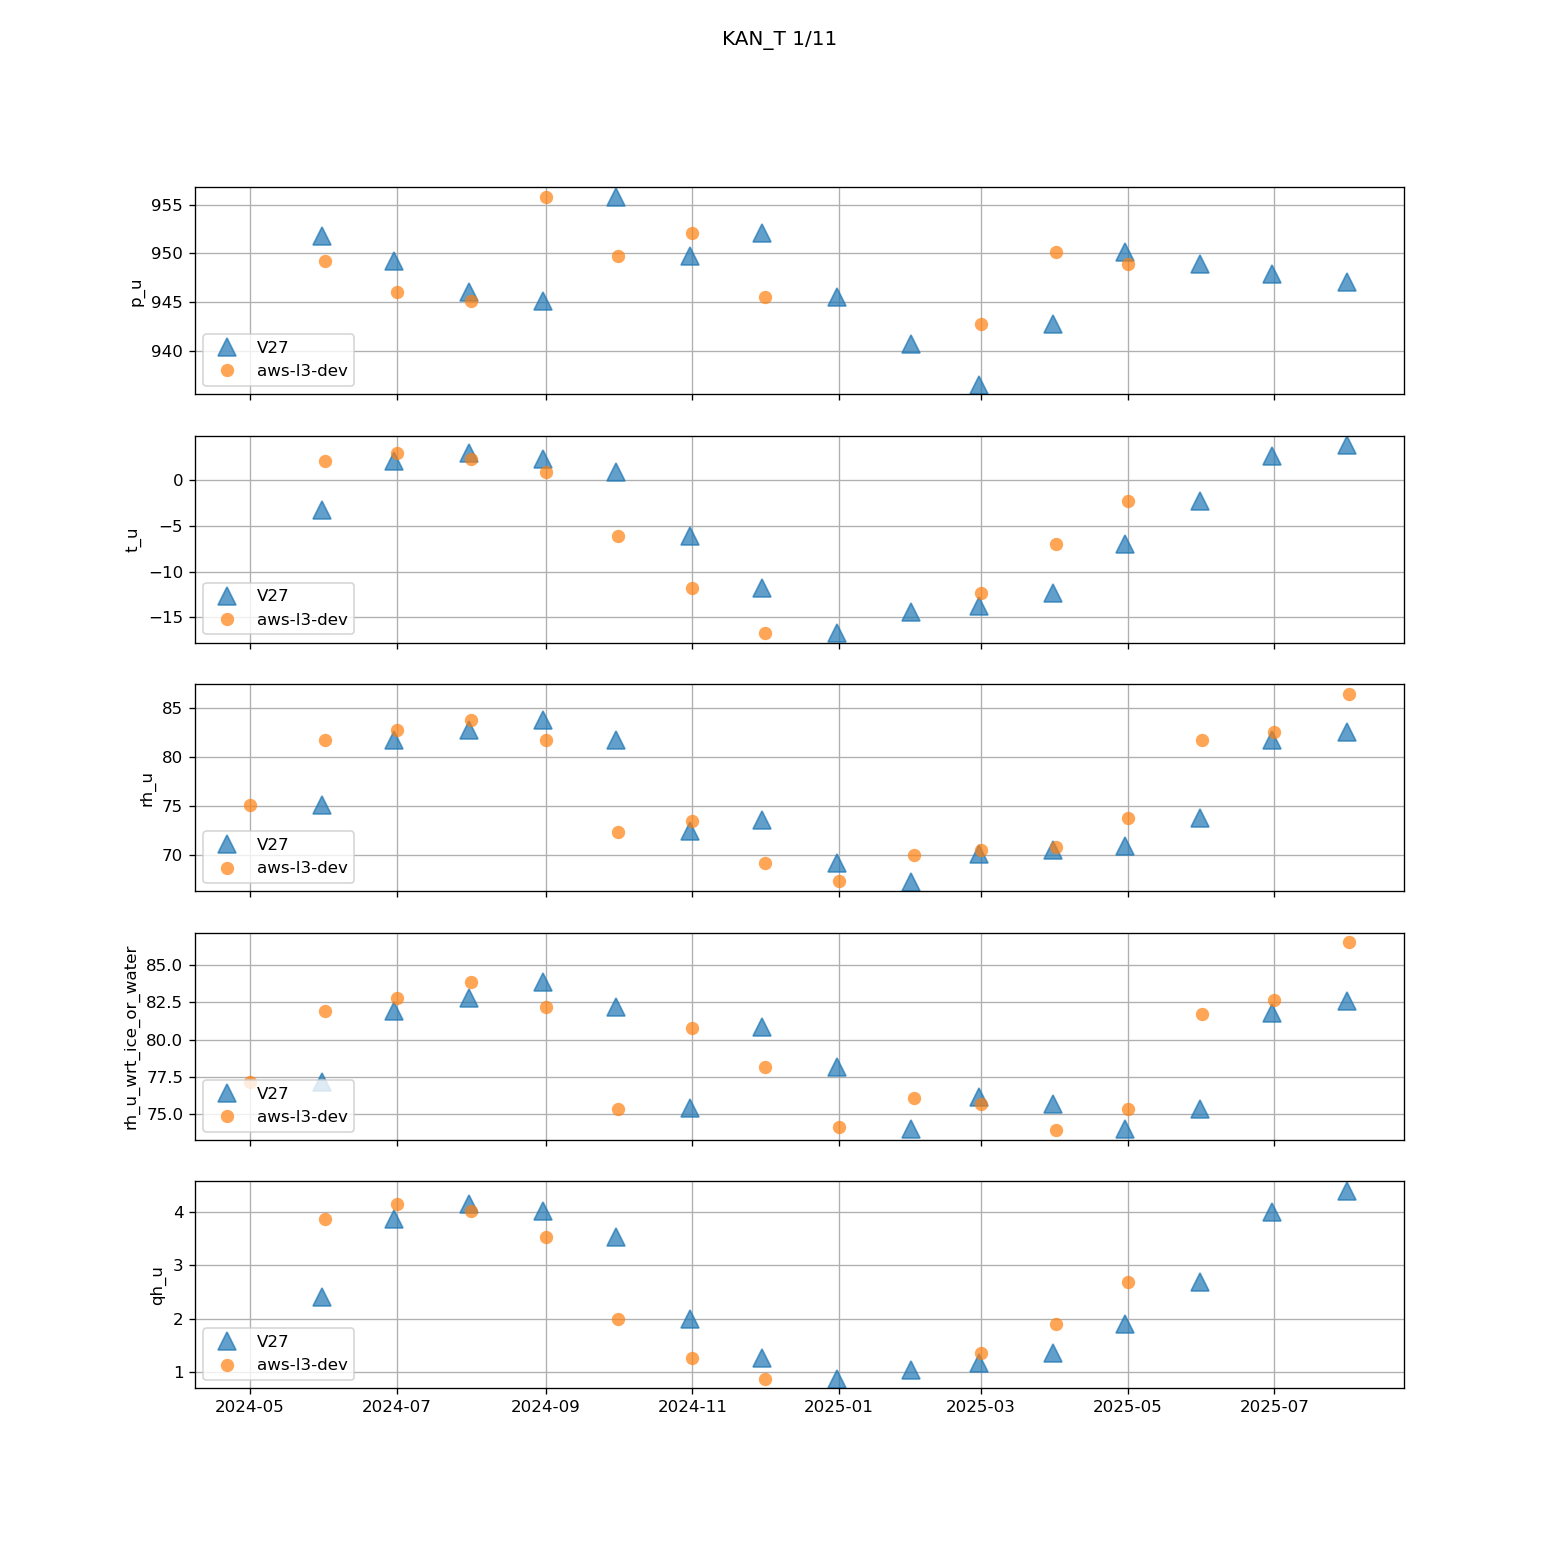 KAN_T 1/11
p_u
955
950
945
940
V27
aws-l3-dev
t_u
0
−5
−10
−15
V27
aws-l3-dev
rh_u
85
80
75
70
V27
aws-l3-dev
rh_u_wrt_ice_or_water
85.0
82.5
80.0
77.5
75.0
V27
aws-l3-dev
qh_u
4
3
2
1
V27
aws-l3-dev
2024-05 2024-07 2024-09 2024-11 2025-01 2025-03 2025-05 2025-07